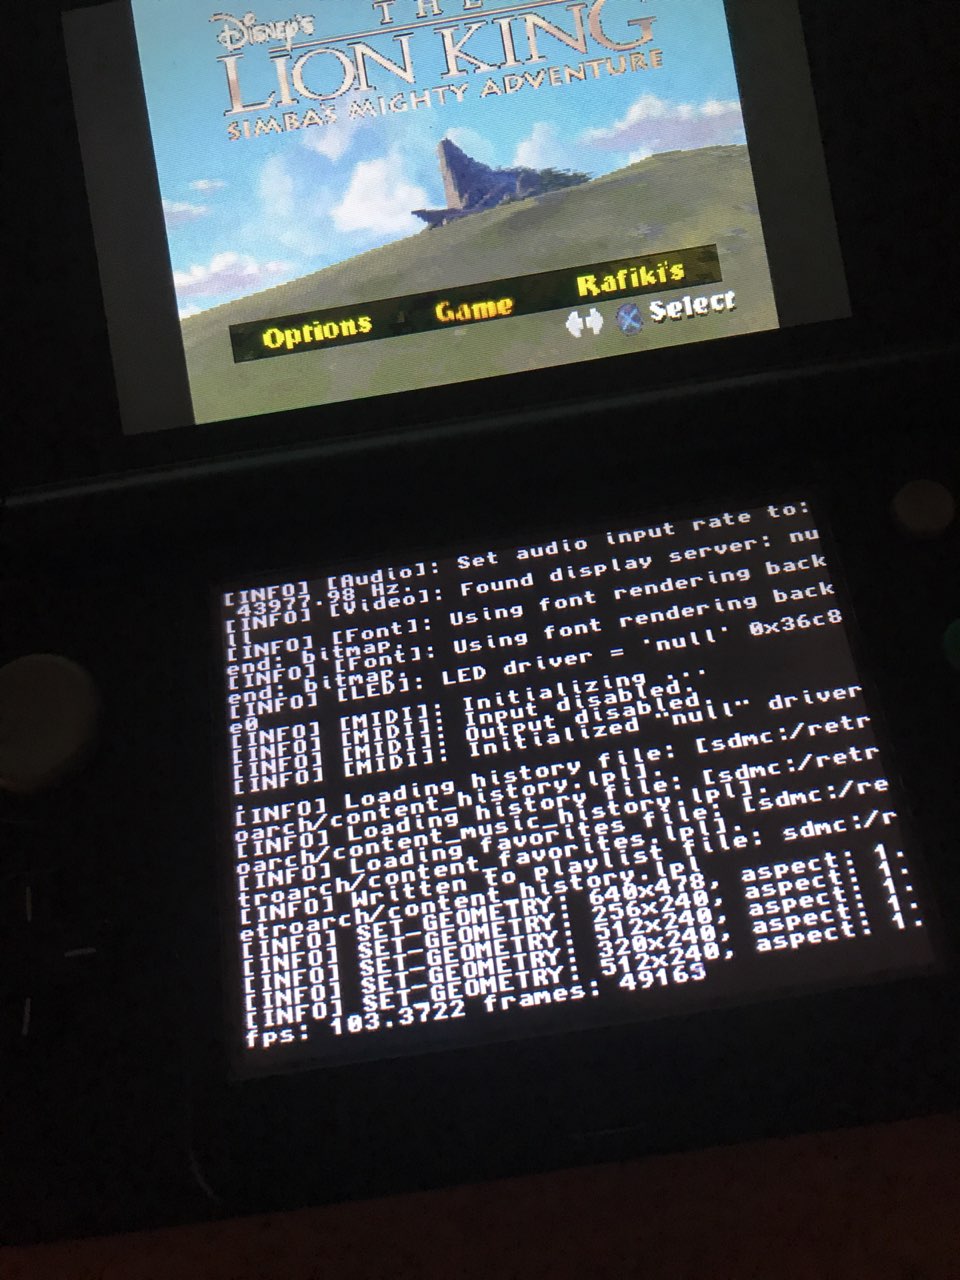 THE
DISNEY'S
LION KING
SIMBA'S MIGHTY ADVENTURE
Options Game Rafiki's
Select
[INFO] [Audio]: Set audio input rate to:
43977.98 Hz.
[INFO] [Video]: Found display server: nu
ll
[INFO] [Font]: Using font rendering back
end: bitmap.
[INFO] [Font]: Using font rendering back
end: bitmap.
[INFO] [LED]: LED driver = 'null' 0x36c8
e0
[INFO] [MIDI]: Initializing ...
[INFO] [MIDI]: Input disabled.
[INFO] [MIDI]: Output disabled.
[INFO] [MIDI]: Initialized "null" driver
.
[INFO] Loading history file: [sdmc:/retr
oarch/content_history.lpl].
[INFO] Loading history file: [sdmc:/retr
oarch/content_music_history.lpl].
[INFO] Loading favorites file: [sdmc:/re
troarch/content_favorites.lpl].
[INFO] Written to playlist file: sdmc:/r
etroarch/content_history.lpl
[INFO] SET_GEOMETRY: 640x478, aspect: 1.
[INFO] SET_GEOMETRY: 256x240, aspect: 1.
[INFO] SET_GEOMETRY: 512x240, aspect: 1.
[INFO] SET_GEOMETRY: 320x240, aspect: 1.
[INFO] SET_GEOMETRY: 512x240, aspect: 1.
fps: 103.3722 frames: 49163